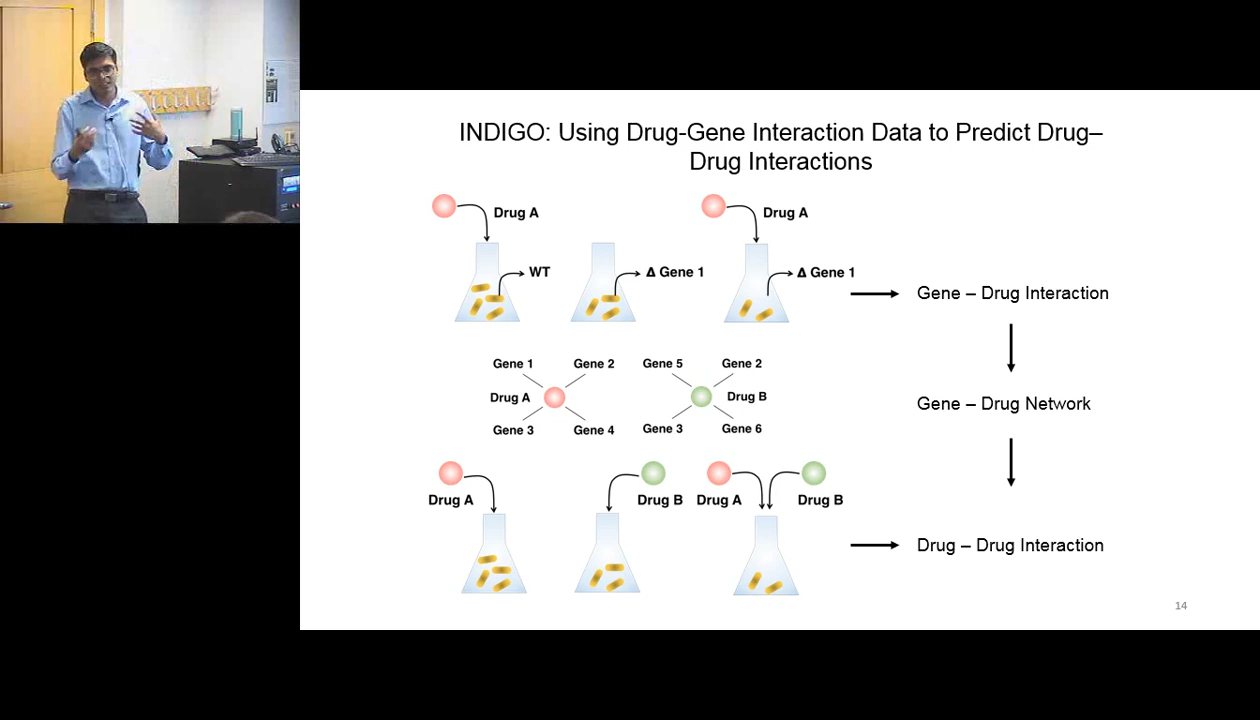 INDIGO: Using Drug-Gene Interaction Data to Predict Drug–
Drug Interactions
Drug A
WT
Δ Gene 1
Drug A
Δ Gene 1
Gene – Drug Interaction
Gene 1
Gene 2
Drug A
Gene 3
Gene 4
Gene 5
Gene 2
Drug B
Gene 3
Gene 6
Gene – Drug Network
Drug A
Drug B
Drug A
Drug B
Drug – Drug Interaction
14